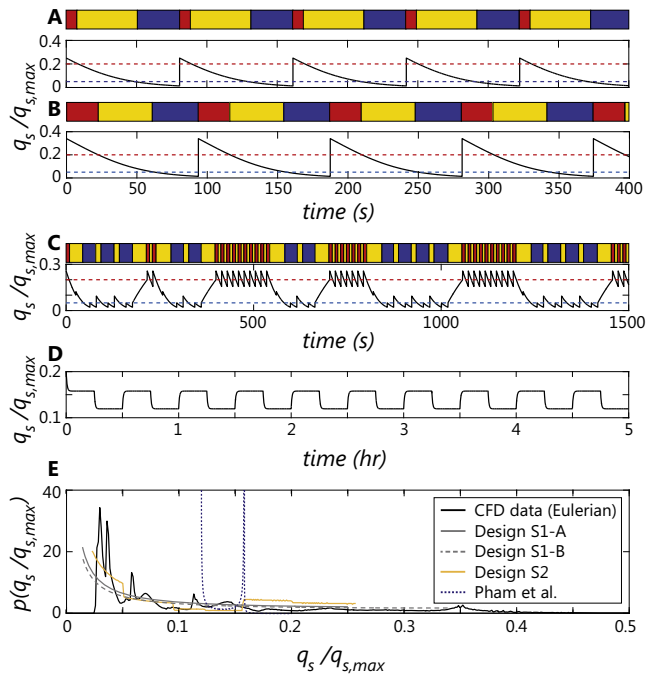 A
0.4
0.2
0
B
0.4
0.2
0
q_s /q_s,max
0 50 100 150 200 250 300 350 400
time (s)
C
0.3
0
q_s /q_s,max
0 500 1000 1500
time (s)
D
0.2
0.1
q_s /q_s,max
0 1 2 3 4 5
time (hr)
E
40
20
0
p(q_s /q_s,max)
CFD data (Eulerian)
Design S1-A
Design S1-B
Design S2
Pham et al.
0 0.1 0.2 0.3 0.4 0.5
q_s /q_s,max